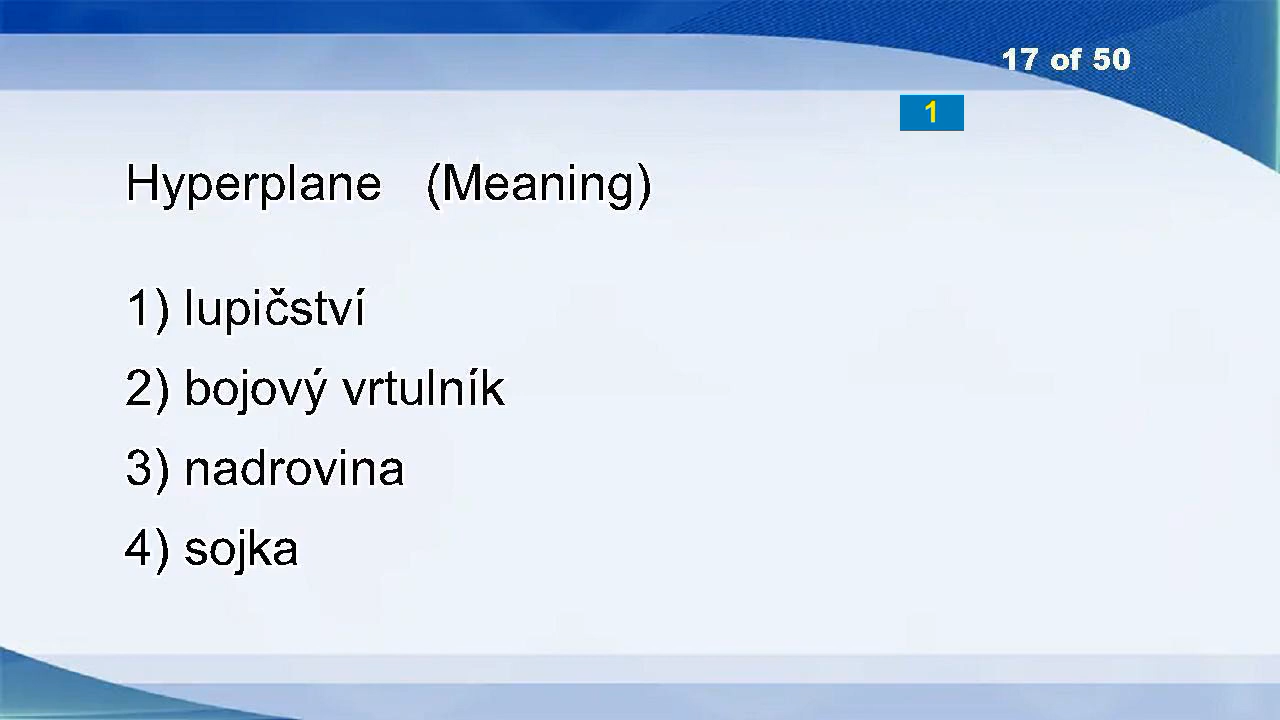 17 of 50
1
Hyperplane (Meaning)
1) lupičství
2) bojový vrtulník
3) nadrovina
4) sojka